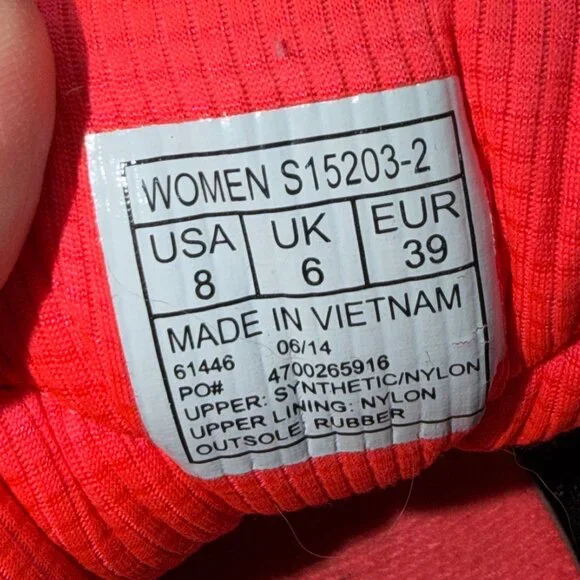 WOMEN S15203-2
USA UK EUR
8 6 39
MADE IN VIETNAM
61446 06/14
PO# 4700265916
UPPER: SYNTHETIC/NYLON
UPPER LINING: NYLON
OUTSOLE: RUBBER